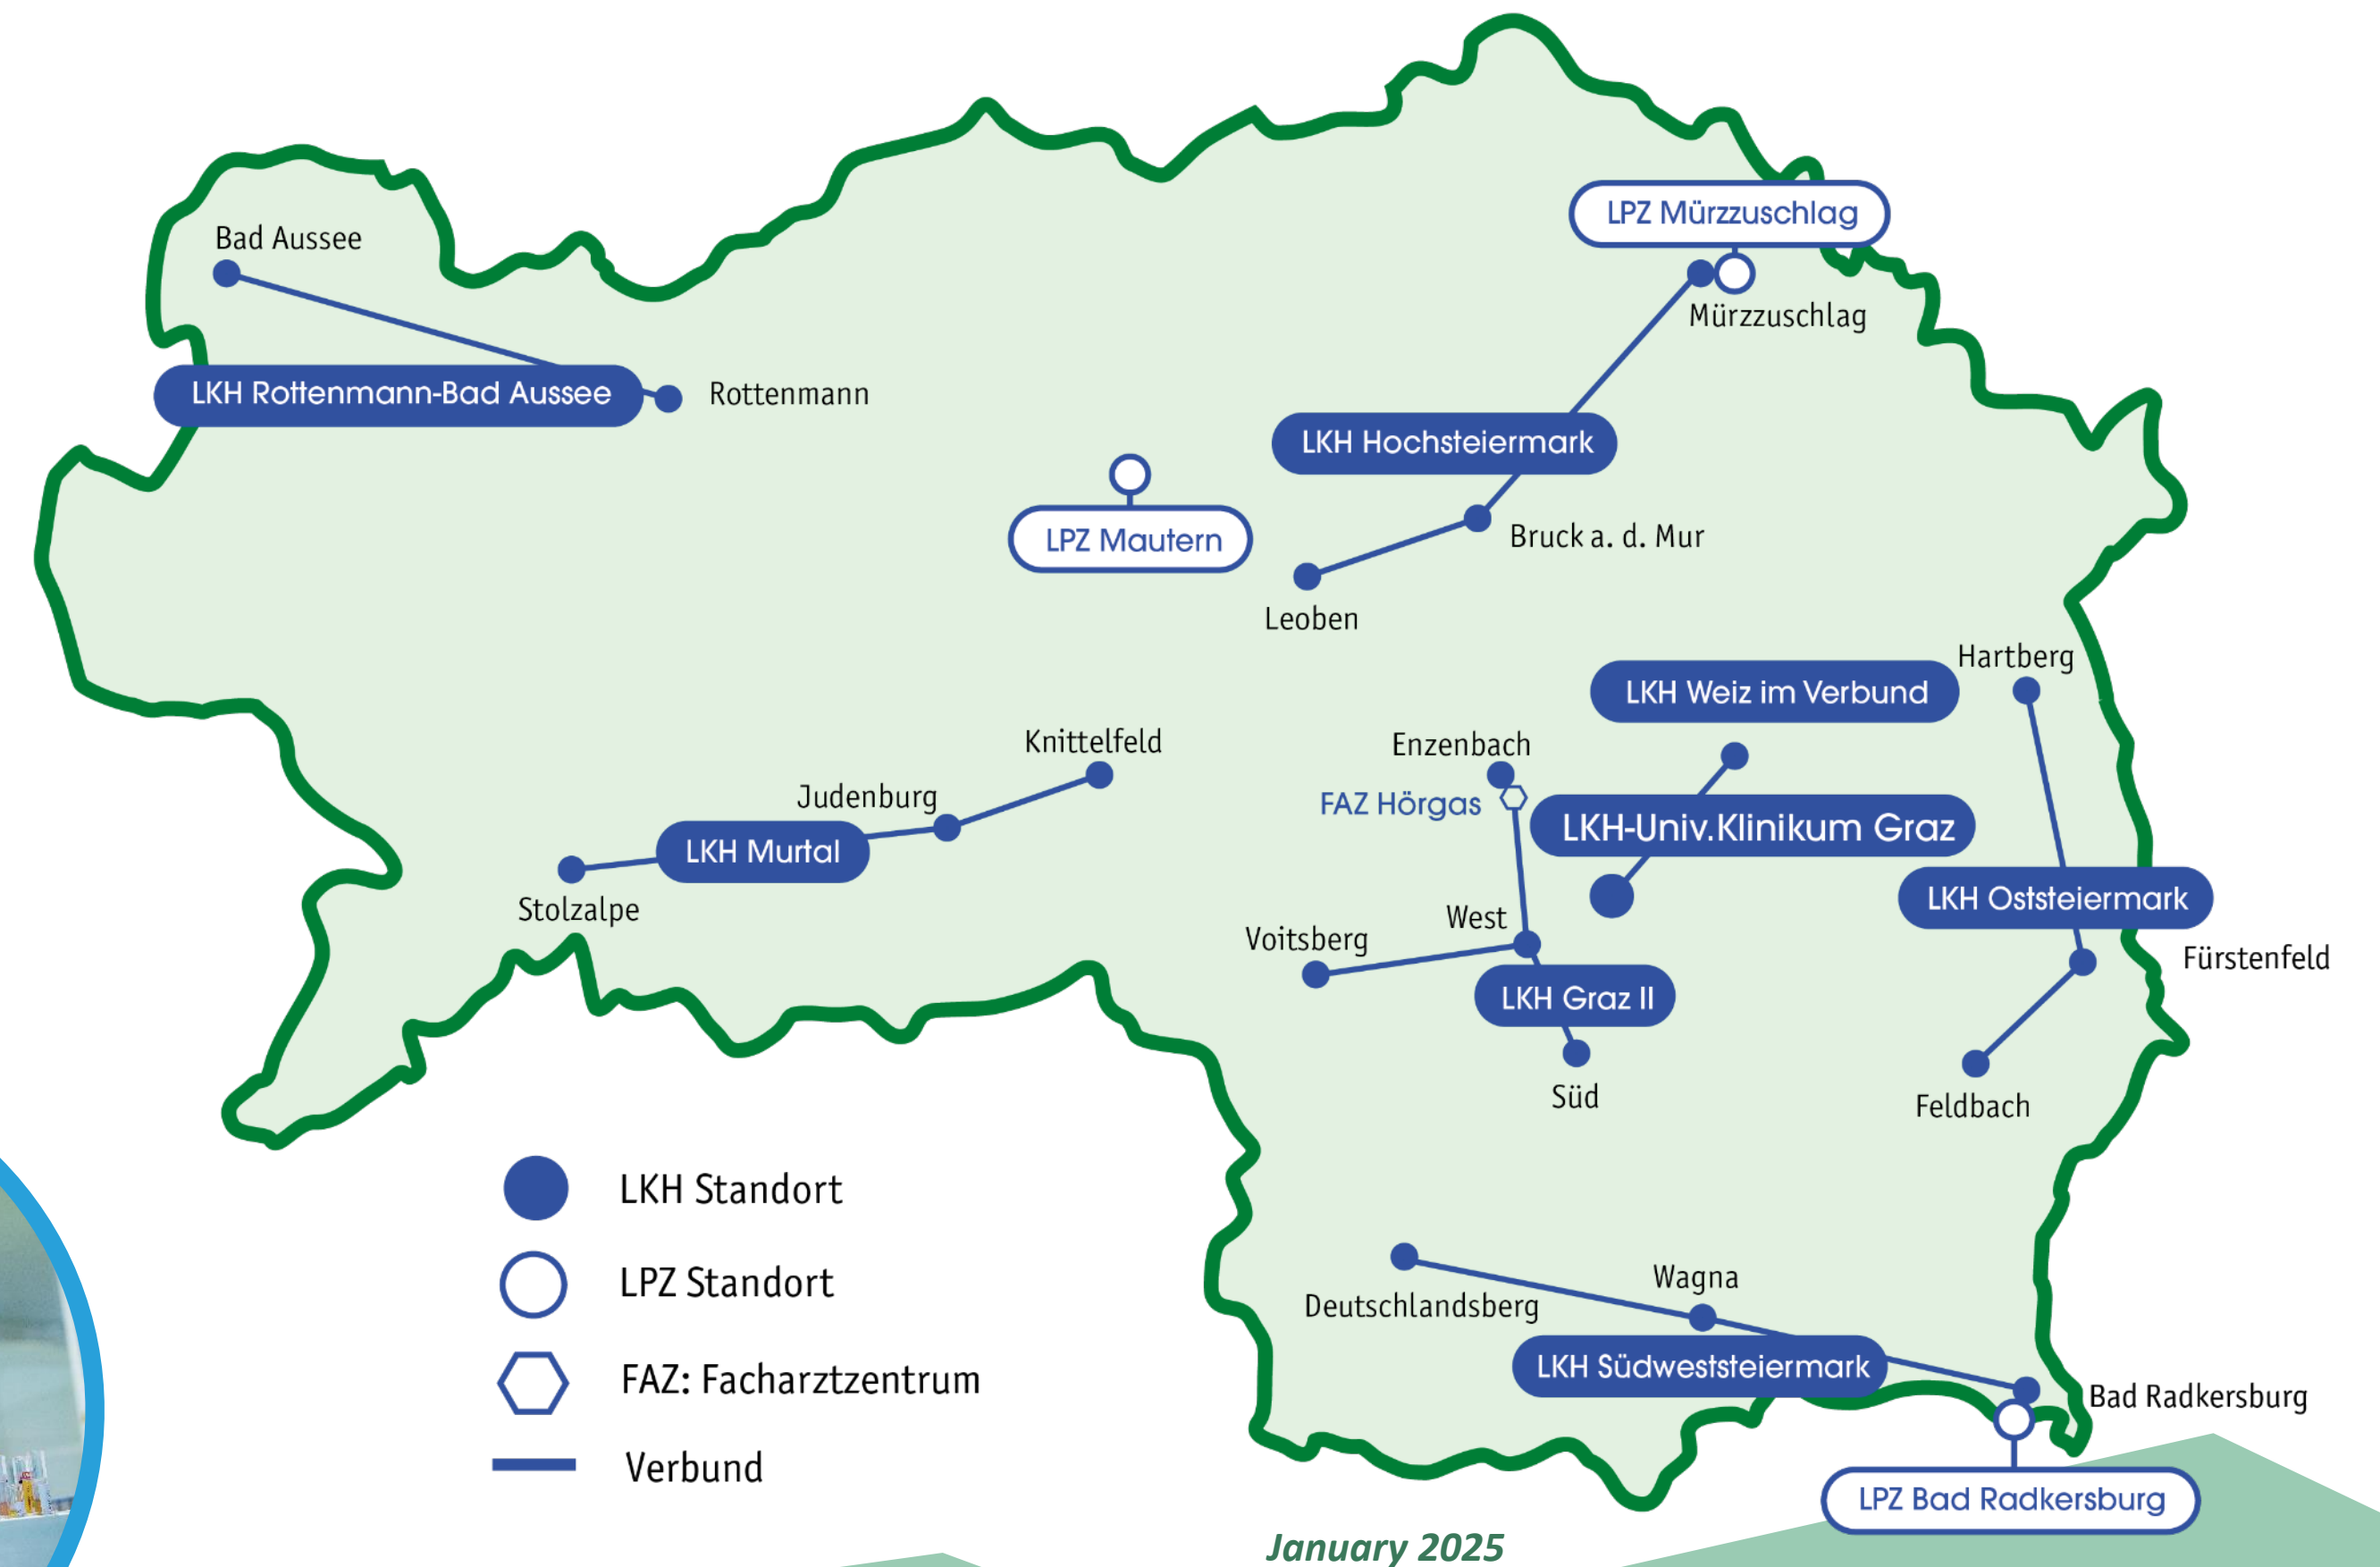 LPZ Mürzzuschlag
Bad Aussee
Mürzzuschlag
LKH Rottenmann-Bad Aussee
Rottenmann
LKH Hochsteiermark
LPZ Mautern
Bruck a. d. Mur
Leoben
Hartberg
LKH Weiz im Verbund
Knittelfeld
Enzenbach
Judenburg
FAZ Hörgas
LKH-Univ.Klinikum Graz
LKH Murtal
LKH Oststeiermark
Stolzalpe
West
Voitsberg
Fürstenfeld
LKH Graz II
Süd
Feldbach
LKH Standort
LPZ Standort
FAZ: Facharztzentrum
Verbund
Wagna
Deutschlandsberg
LKH Südweststeiermark
Bad Radkersburg
LPZ Bad Radkersburg
January 2025